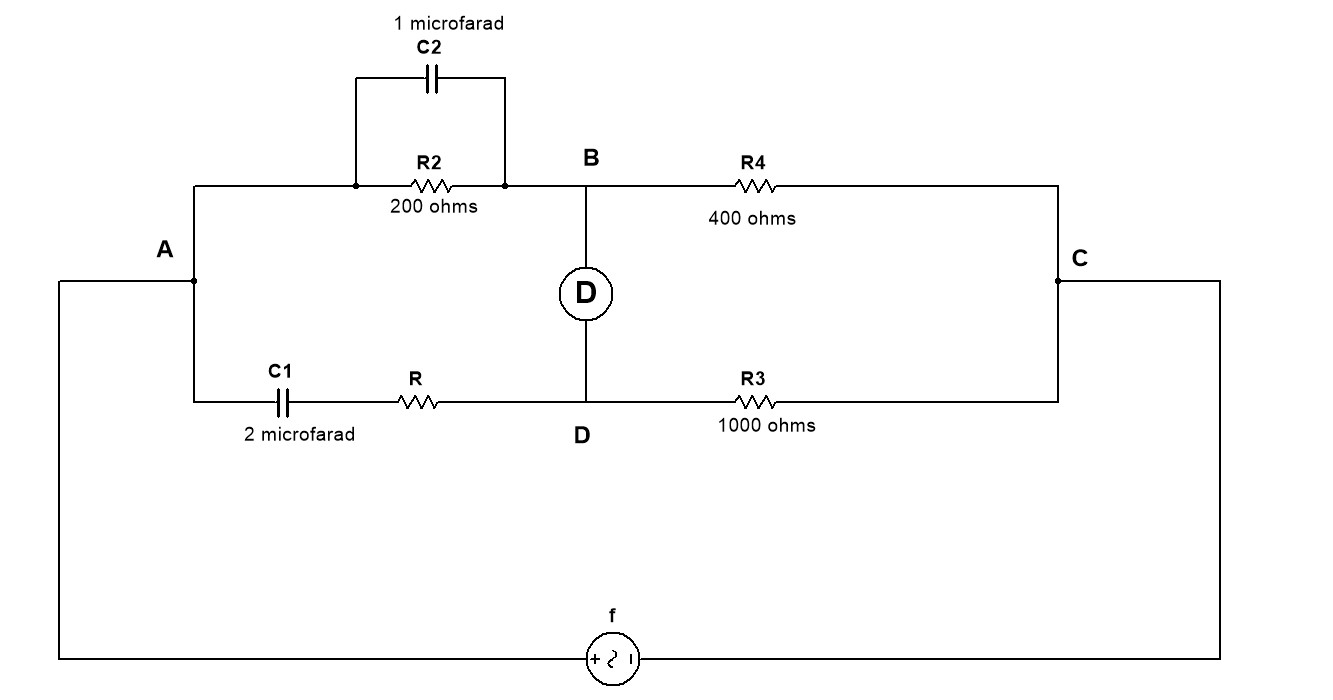 1 microfarad
C2
R2
200 ohms
B
R4
400 ohms
A
C
D
C1
2 microfarad
R
R3
1000 ohms
D
f
+